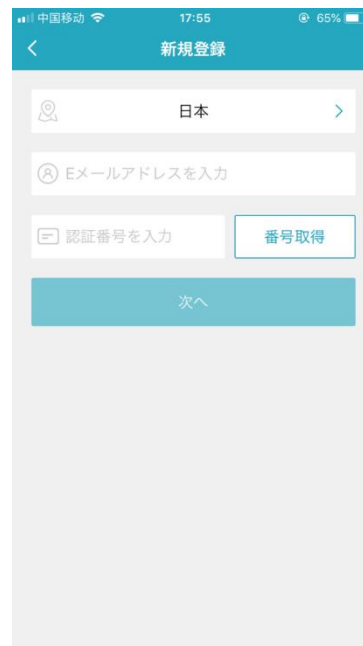 中国移动 17:55 65%
新規登録
日本
Eメールアドレスを入力
認証番号を入力 番号取得
次へ